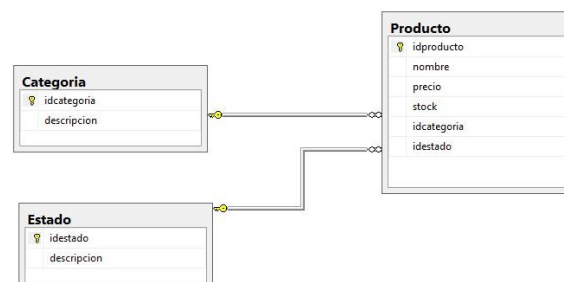 Categoria
idcategoria
descripcion
Producto
idproducto
nombre
precio
stock
idcategoria
idestado
Estado
idestado
descripcion